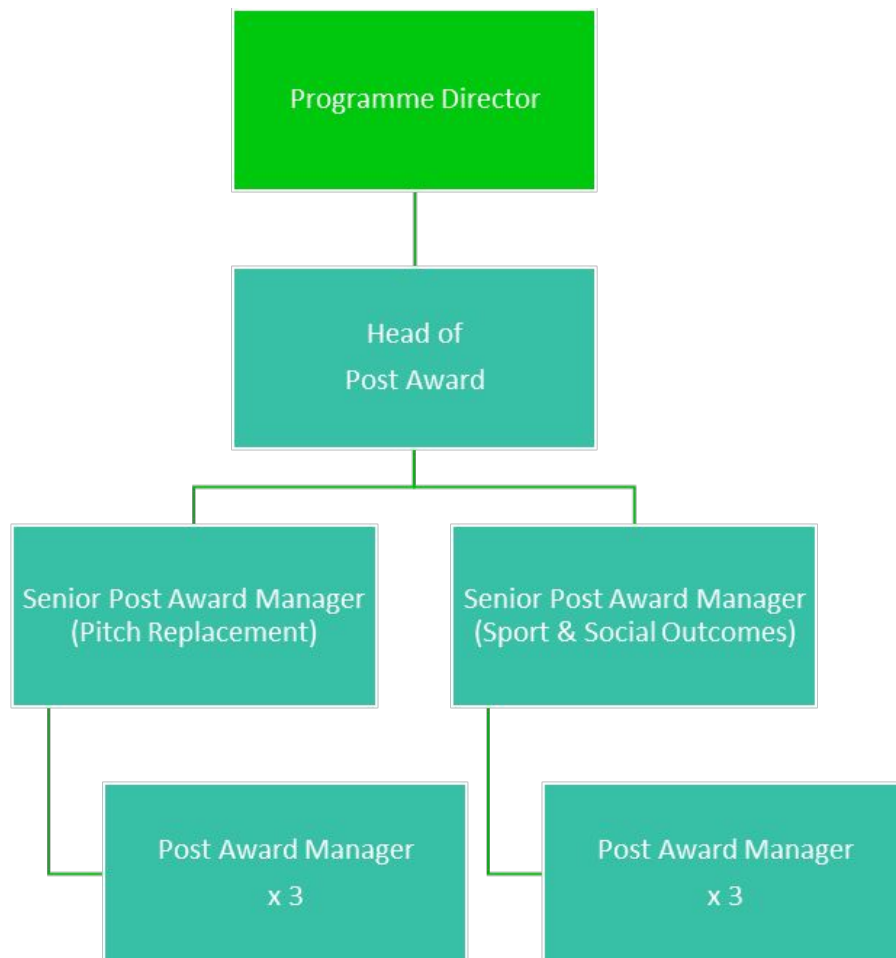 Programme Director
Head of
Post Award
Senior Post Award Manager
(Pitch Replacement)
Senior Post Award Manager
(Sport & Social Outcomes)
Post Award Manager
x 3
Post Award Manager
x 3